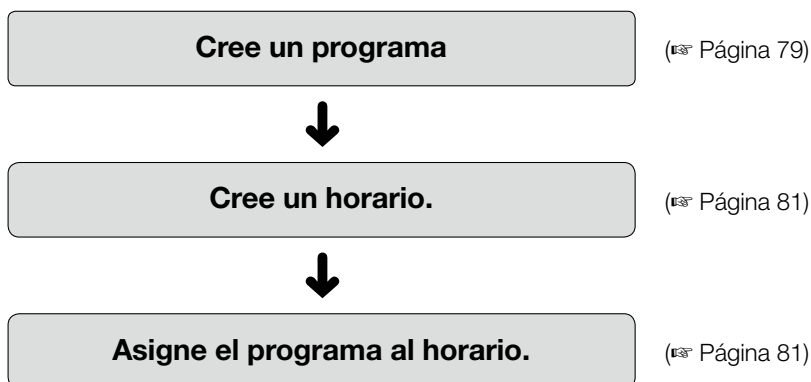 Cree un programa (☞ Página 79)
Cree un horario. (☞ Página 81)
Asigne el programa al horario. (☞ Página 81)